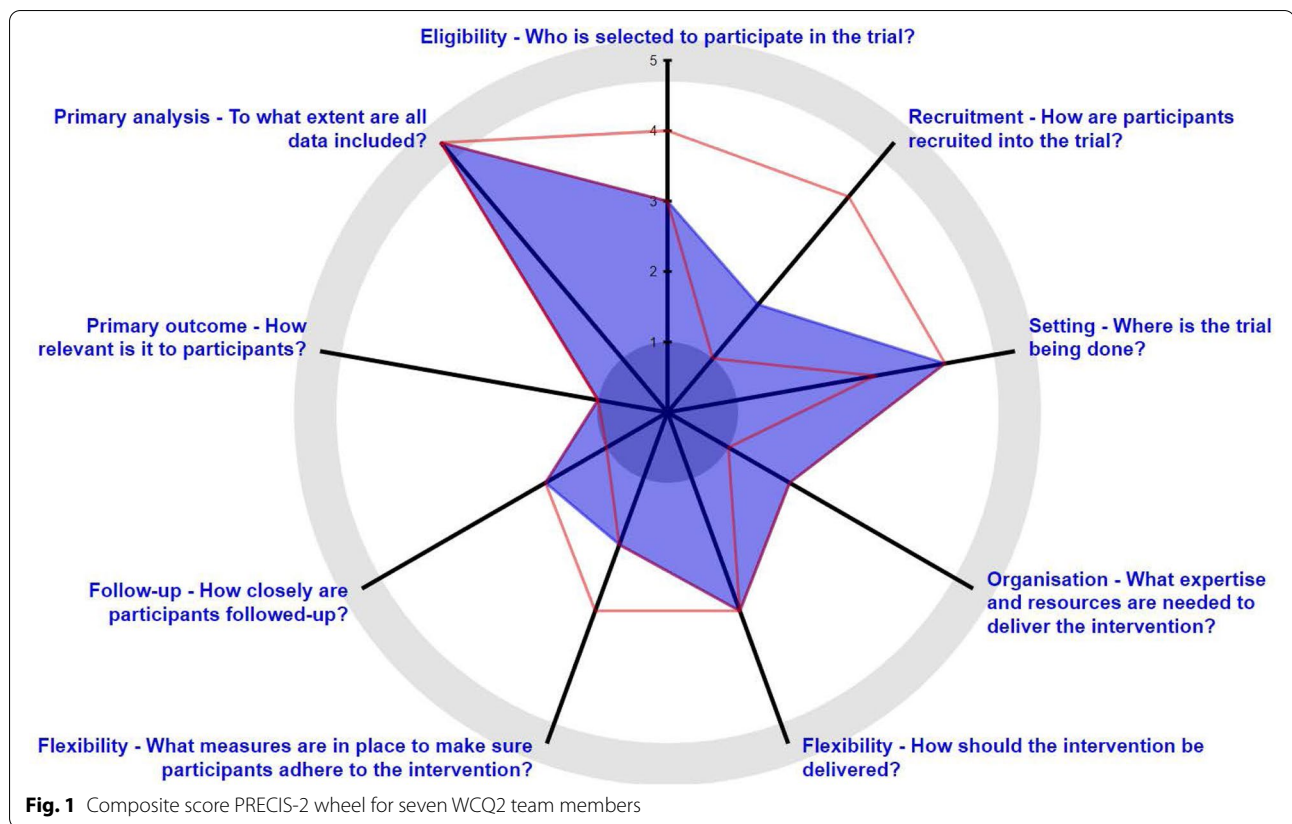 Eligibility - Who is selected to participate in the trial?
5
Primary analysis - To what extent are all
data included?
Recruitment - How are participants
recruited into the trial?
4
3
2
1
Primary outcome - How
relevant is it to participants?
Setting - Where is the trial
being done?
Follow-up - How closely are
participants followed-up?
Organisation - What expertise
and resources are needed to
deliver the intervention?
Flexibility - What measures are in place to make sure
participants adhere to the intervention?
Flexibility - How should the intervention be
delivered?
Fig. 1 Composite score PRECIS-2 wheel for seven WCQ2 team members